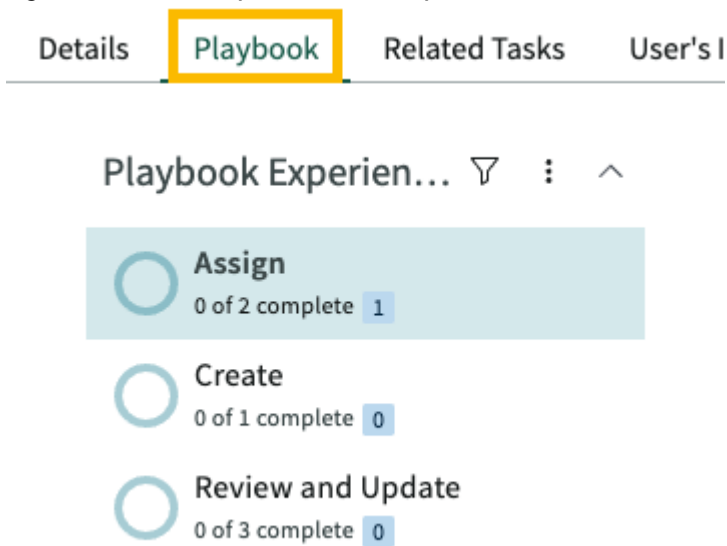 Details Playbook Related Tasks User's I
Playbook Experien...
Assign
0 of 2 complete 1
Create
0 of 1 complete 0
Review and Update
0 of 3 complete 0